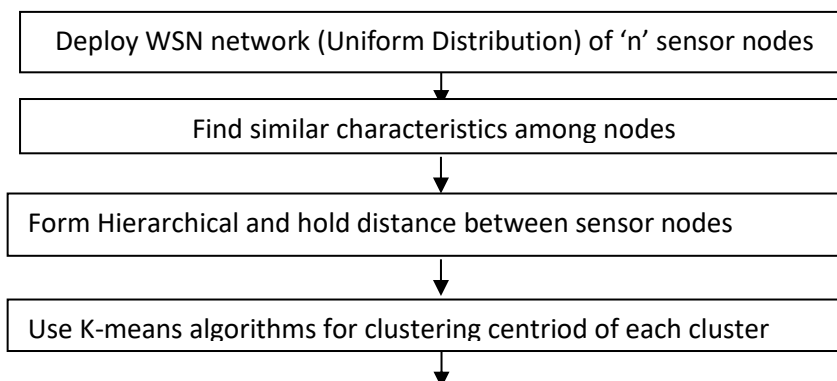 Deploy WSN network (Uniform Distribution) of ‘n’ sensor nodes
Find similar characteristics among nodes
Form Hierarchical and hold distance between sensor nodes
Use K-means algorithms for clustering centriod of each cluster